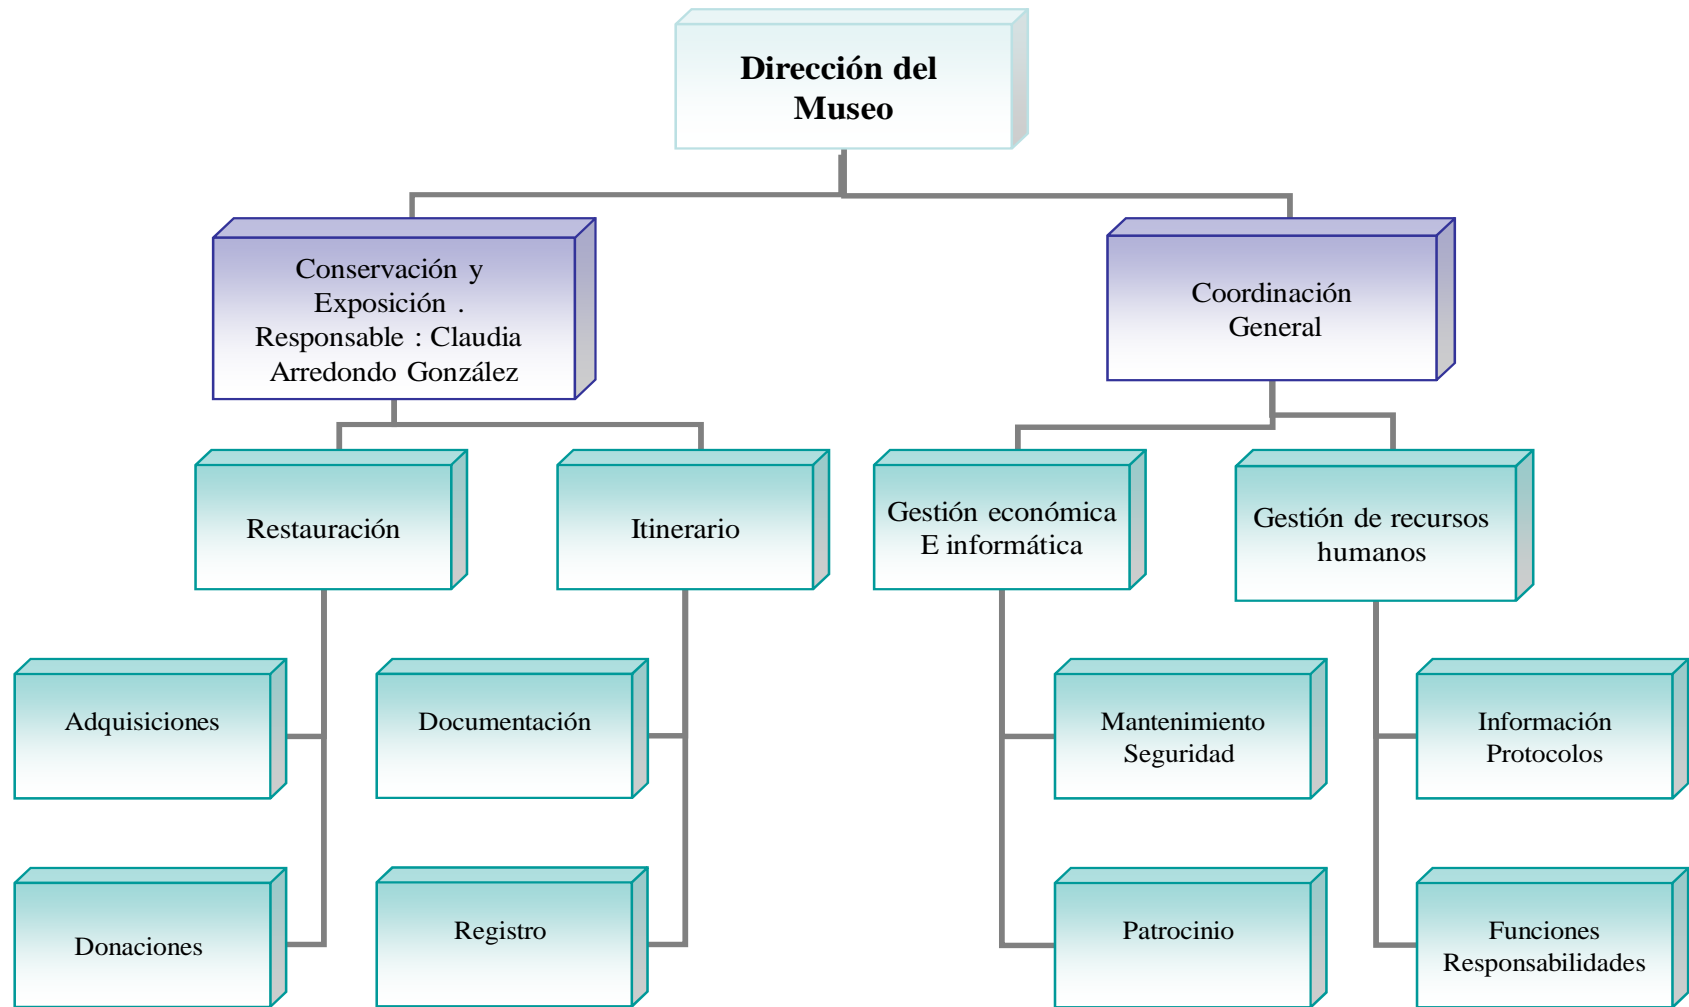 Dirección del
Museo
Conservación y
Exposición .
Responsable : Claudia
Arredondo González
Coordinación
General
Restauración
Itinerario
Gestión económica
E informática
Gestión de recursos
humanos
Adquisiciones
Documentación
Mantenimiento
Seguridad
Información
Protocolos
Donaciones
Registro
Patrocinio
Funciones
Responsabilidades